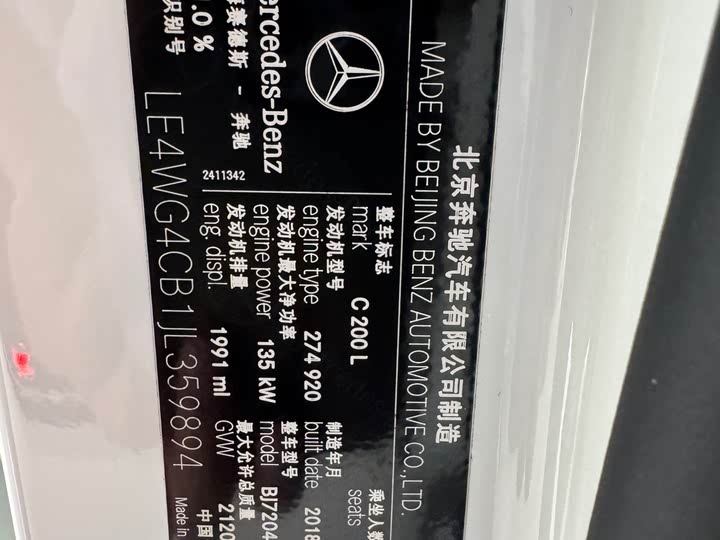 北京奔驰汽车有限公司制造
MADE BY BEIJING BENZ AUTOMOTIVE CO.,LTD.
整车标志
mark
C 200 L
乘坐人数
seats
发动机型号
engine type
274 920
制造年月
built date
2018
发动机最大净功率
engine power
135 kW
整车型号
model
BJ7204
发动机排量
eng. displ.
1991 ml
最大允许总质量
GVW
2120
Mercedes-Benz
梅赛德斯 - 奔驰
2411342
.0 %
识别号
LE4WG4CB1JL359894
中国
Made in